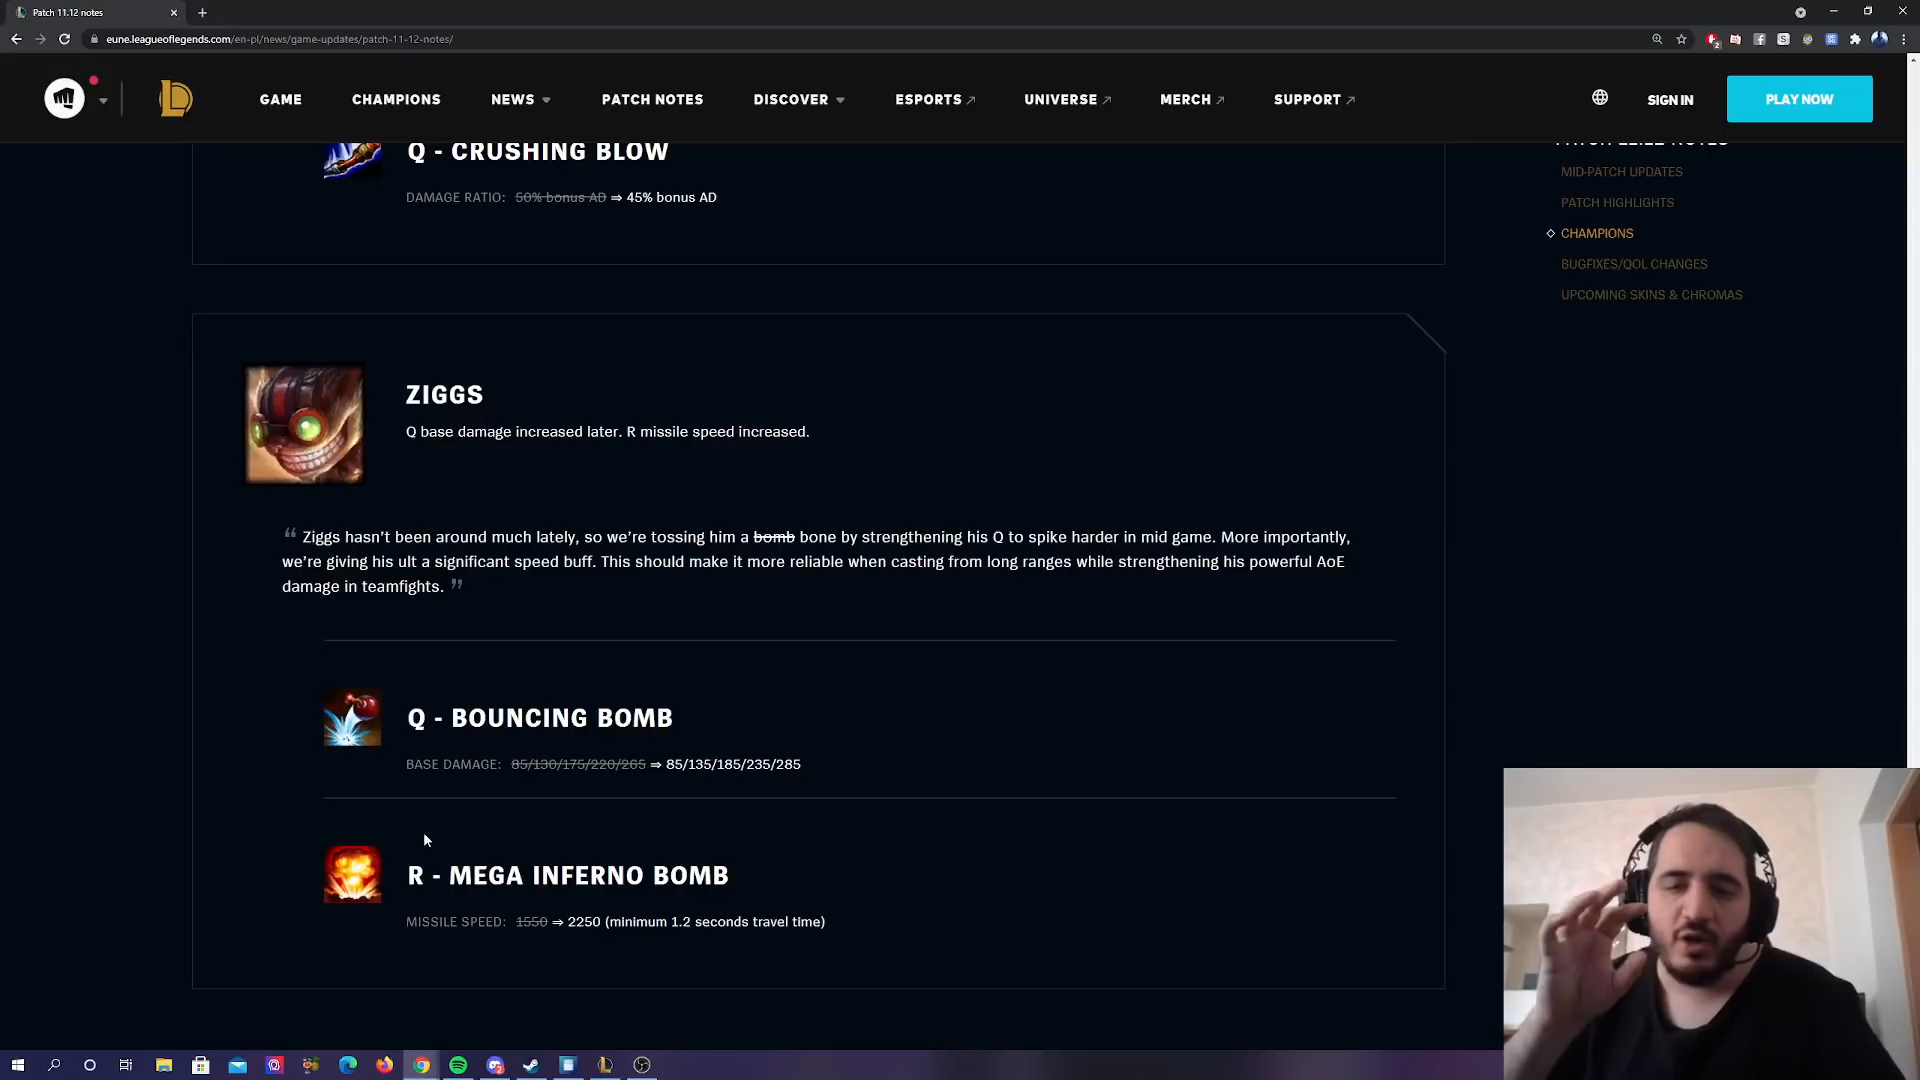 Patch 11.12 notes
eune.leagueoflegends.com/en-pl/news/game-updates/patch-11-12-notes/
GAME CHAMPIONS NEWS PATCH NOTES DISCOVER ESPORTS UNIVERSE MERCH SUPPORT SIGN IN PLAY NOW
Q - CRUSHING BLOW
DAMAGE RATIO: 50% bonus AD ⇒ 45% bonus AD
PATCH 11.12 NOTES
MID-PATCH UPDATES
PATCH HIGHLIGHTS
CHAMPIONS
BUGFIXES/QOL CHANGES
UPCOMING SKINS & CHROMAS
ZIGGS
Q base damage increased later. R missile speed increased.
“ Ziggs hasn’t been around much lately, so we’re tossing him a bomb bone by strengthening his Q to spike harder in mid game. More importantly,
we’re giving his ult a significant speed buff. This should make it more reliable when casting from long ranges while strengthening his powerful AoE
damage in teamfights. ”
Q - BOUNCING BOMB
BASE DAMAGE: 85/130/175/220/265 ⇒ 85/135/185/235/285
R - MEGA INFERNO BOMB
MISSILE SPEED: 1550 ⇒ 2250 (minimum 1.2 seconds travel time)